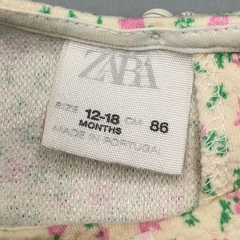 ZARA
SIZE 12-18 CM 86
MONTHS
MADE IN PORTUGAL